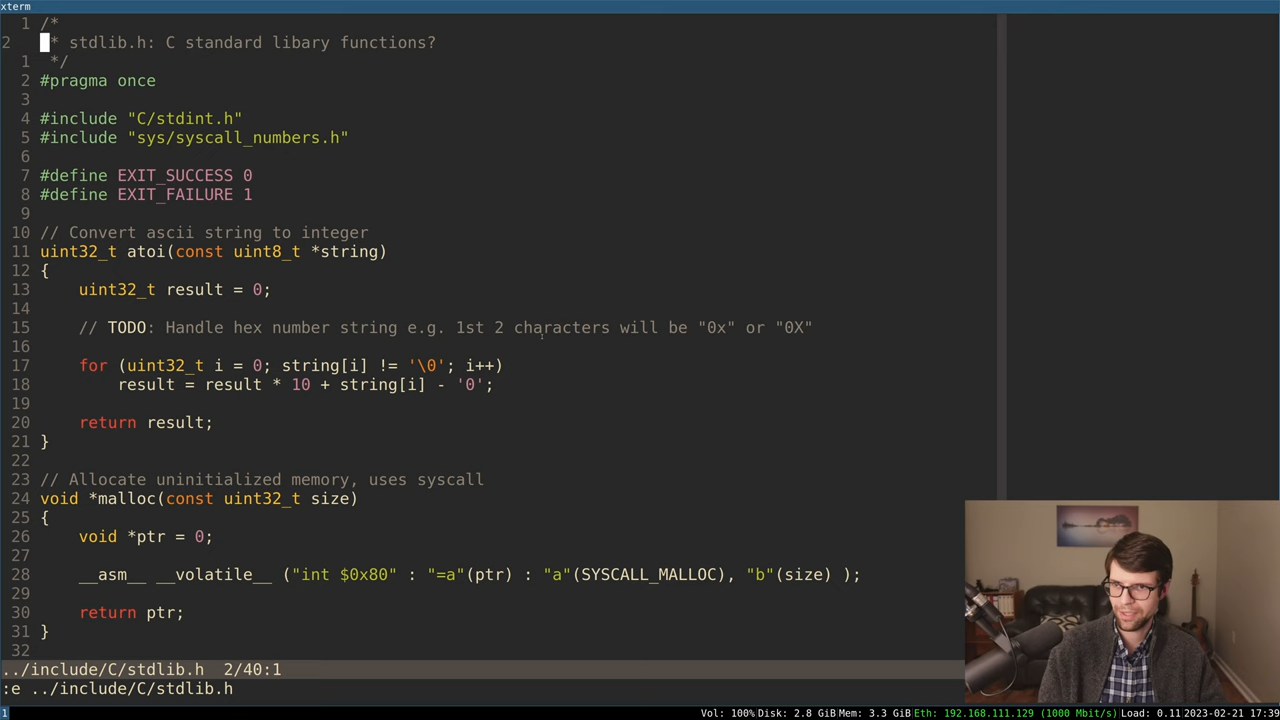 xterm
1 /*
2 * stdlib.h: C standard libary functions?
1 */
2 #pragma once
3
4 #include "C/stdint.h"
5 #include "sys/syscall_numbers.h"
6
7 #define EXIT_SUCCESS 0
8 #define EXIT_FAILURE 1
9
10 // Convert ascii string to integer
11 uint32_t atoi(const uint8_t *string)
12 {
13 uint32_t result = 0;
14
15 // TODO: Handle hex number string e.g. 1st 2 characters will be "0x" or "0X"
16
17 for (uint32_t i = 0; string[i] != '\0'; i++)
18 result = result * 10 + string[i] - '0';
19
20 return result;
21 }
22
23 // Allocate uninitialized memory, uses syscall
24 void *malloc(const uint32_t size)
25 {
26 void *ptr = 0;
27
28 __asm__ __volatile__ ("int $0x80" : "=a"(ptr) : "a"(SYSCALL_MALLOC), "b"(size) );
29
30 return ptr;
31 }
32
../include/C/stdlib.h 2/40:1
:e ../include/C/stdlib.h
1 Vol: 100% Disk: 2.8 GiB Mem: 3.3 GiB Eth: 192.168.111.129 (1000 Mbit/s) Load: 0.11 2023-02-21 17:39